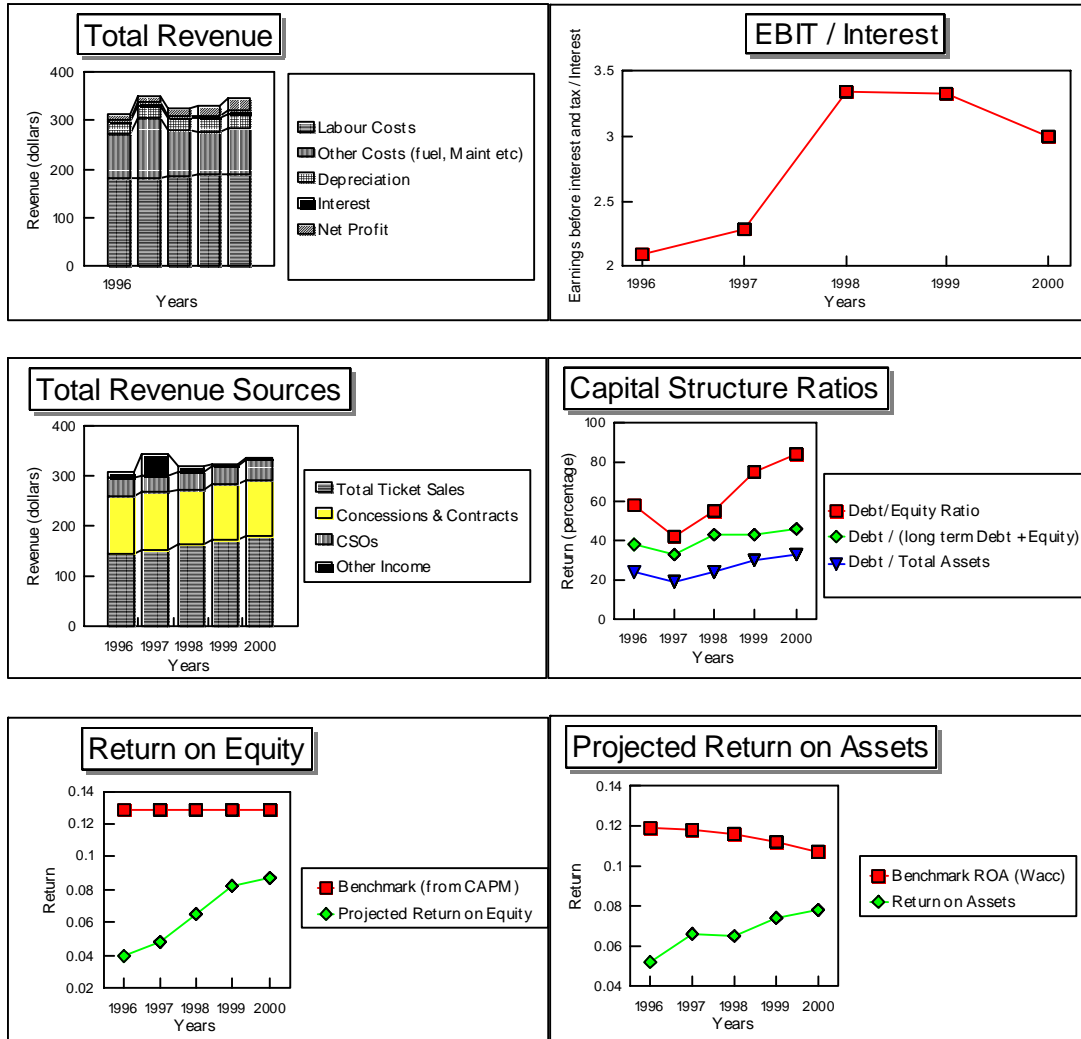 Total Revenue
400
300
200
100
0
Revenue (dollars)
1996
Years
Labour Costs
Other Costs (fuel, Maint etc)
Depreciation
Interest
Net Profit
EBIT / Interest
3.5
3
2.5
2
Earnings before interest and tax / Interest
1996 1997 1998 1999 2000
Years
Total Revenue Sources
400
300
200
100
0
Revenue (dollars)
1996 1997 1998 1999 2000
Years
Total Ticket Sales
Concessions & Contracts
CSOs
Other Income
Capital Structure Ratios
100
80
60
40
20
0
Return (percentage)
1996 1997 1998 1999 2000
Years
Debt/Equity Ratio
Debt / (long term Debt +Equity)
Debt / Total Assets
Return on Equity
0.14
0.12
0.1
0.08
0.06
0.04
0.02
Return
1996 1997 1998 1999 2000
Years
Benchmark (from CAPM)
Projected Return on Equity
Projected Return on Assets
0.14
0.12
0.1
0.08
0.06
0.04
Return
1996 1997 1998 1999 2000
Years
Benchmark ROA (Wacc)
Return on Assets